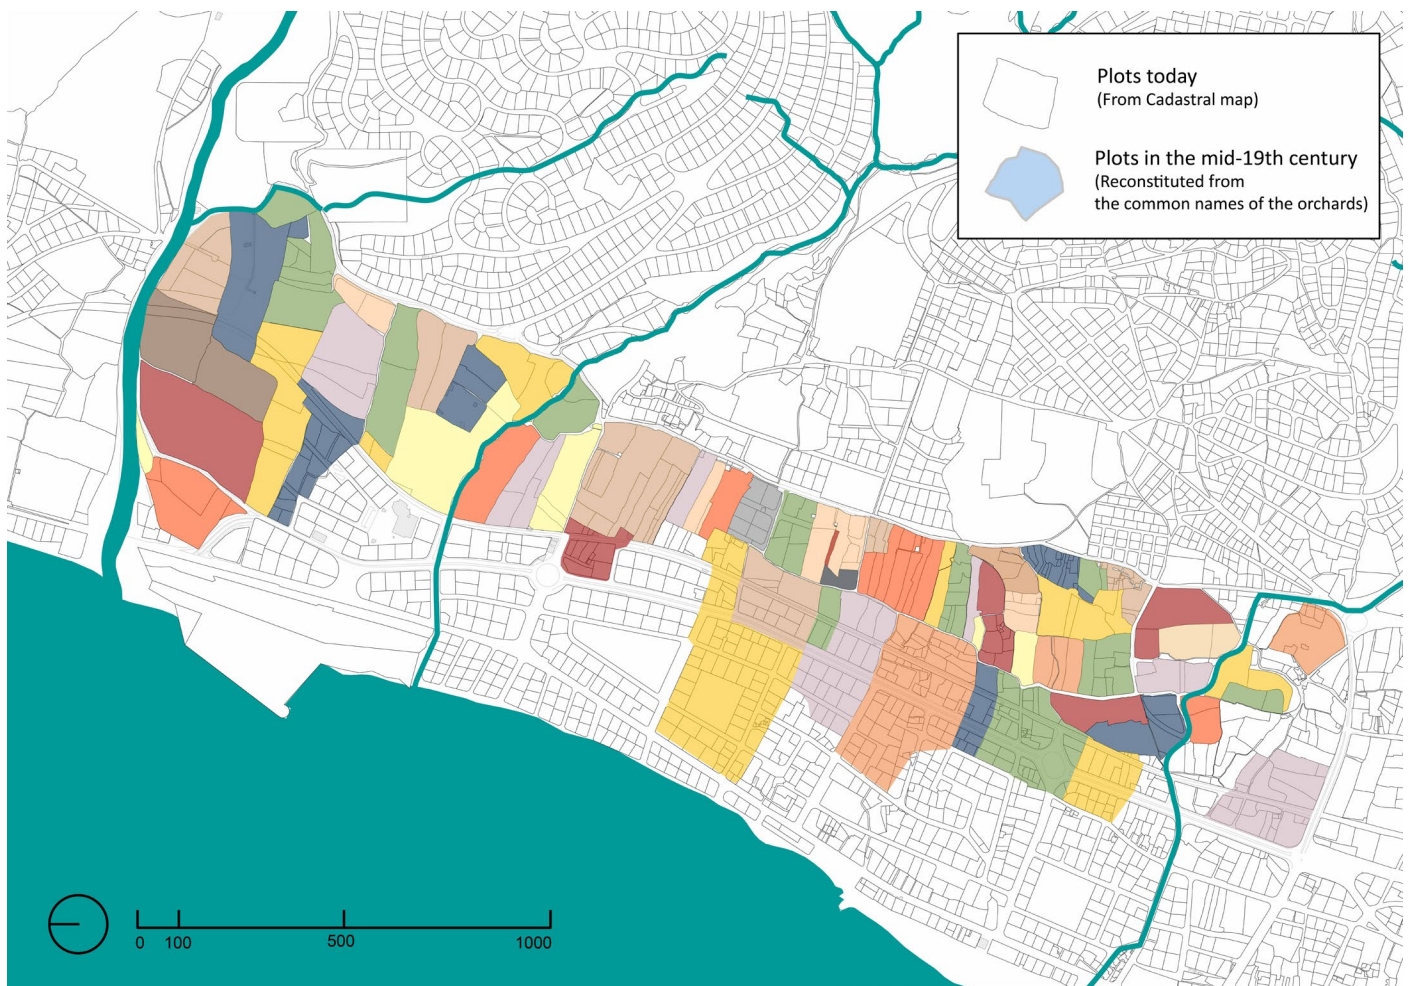 Plots today
(From Cadastral map)
Plots in the mid-19th century
(Reconstituted from
the common names of the orchards)
0 100 500 1000